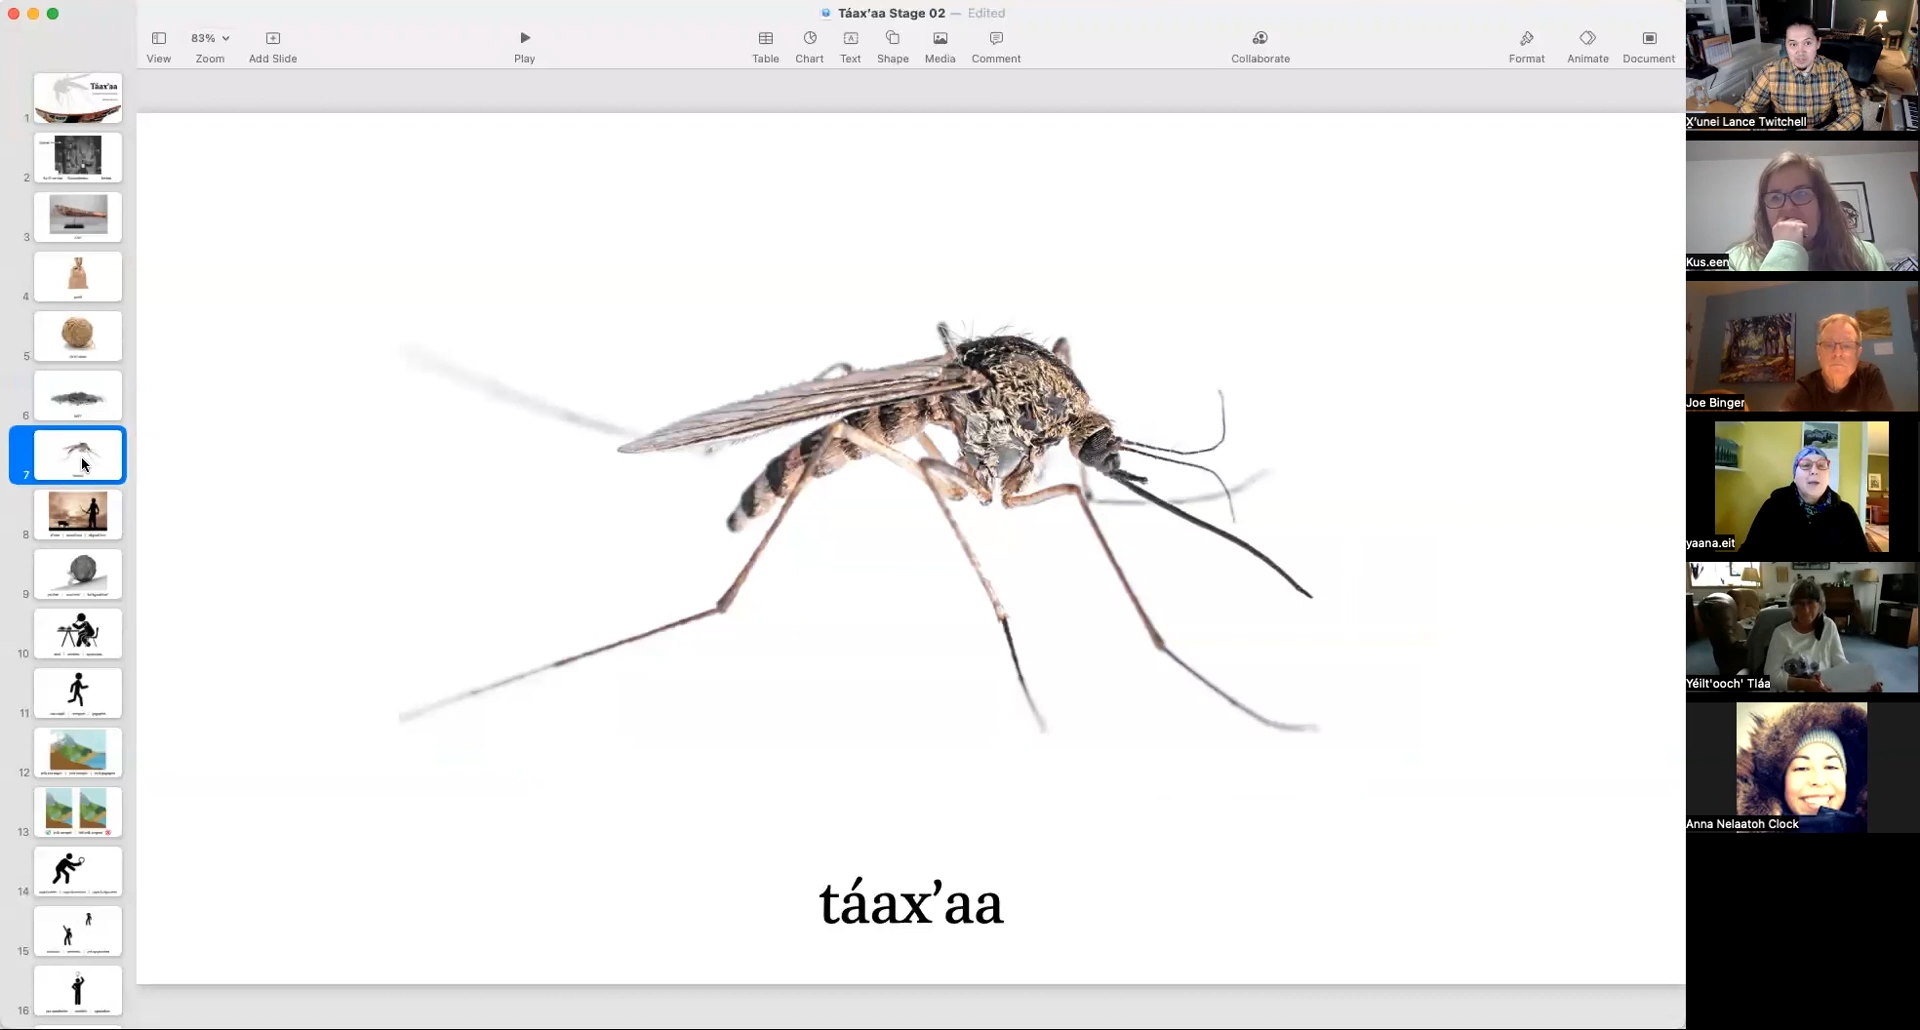 Táax’aa Stage 02 — Edited
83%
View
Zoom
Add Slide
Play
Table
Chart
Text
Shape
Media
Comment
Collaborate
Format
Animate
Document
Táax’aa
1
2
3
4
5
6
7
8
9
10
11
12
13
14
15
16
táax’aa
X̱'unei Lance Twitchell
Kus.een
Joe Binger
yaana.eit
Yéilt'ooch' Tláa
Anna Nelaatoh Clock